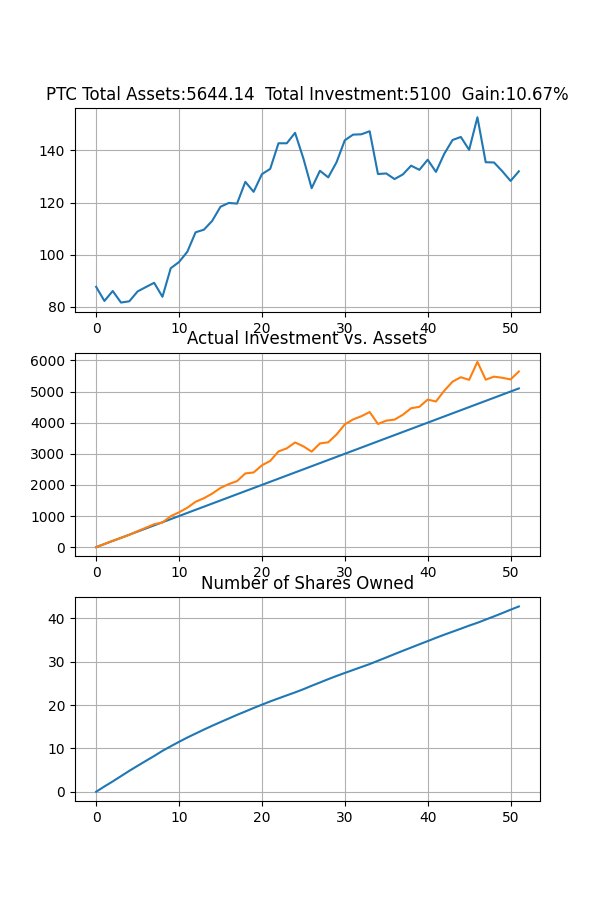 PTC Total Assets:5644.14  Total Investment:5100  Gain:10.67%
140
120
100
80
0 10 20 30 40 50
Actual Investment vs. Assets
6000
5000
4000
3000
2000
1000
0
0 10 20 30 40 50
Number of Shares Owned
40
30
20
10
0
0 10 20 30 40 50